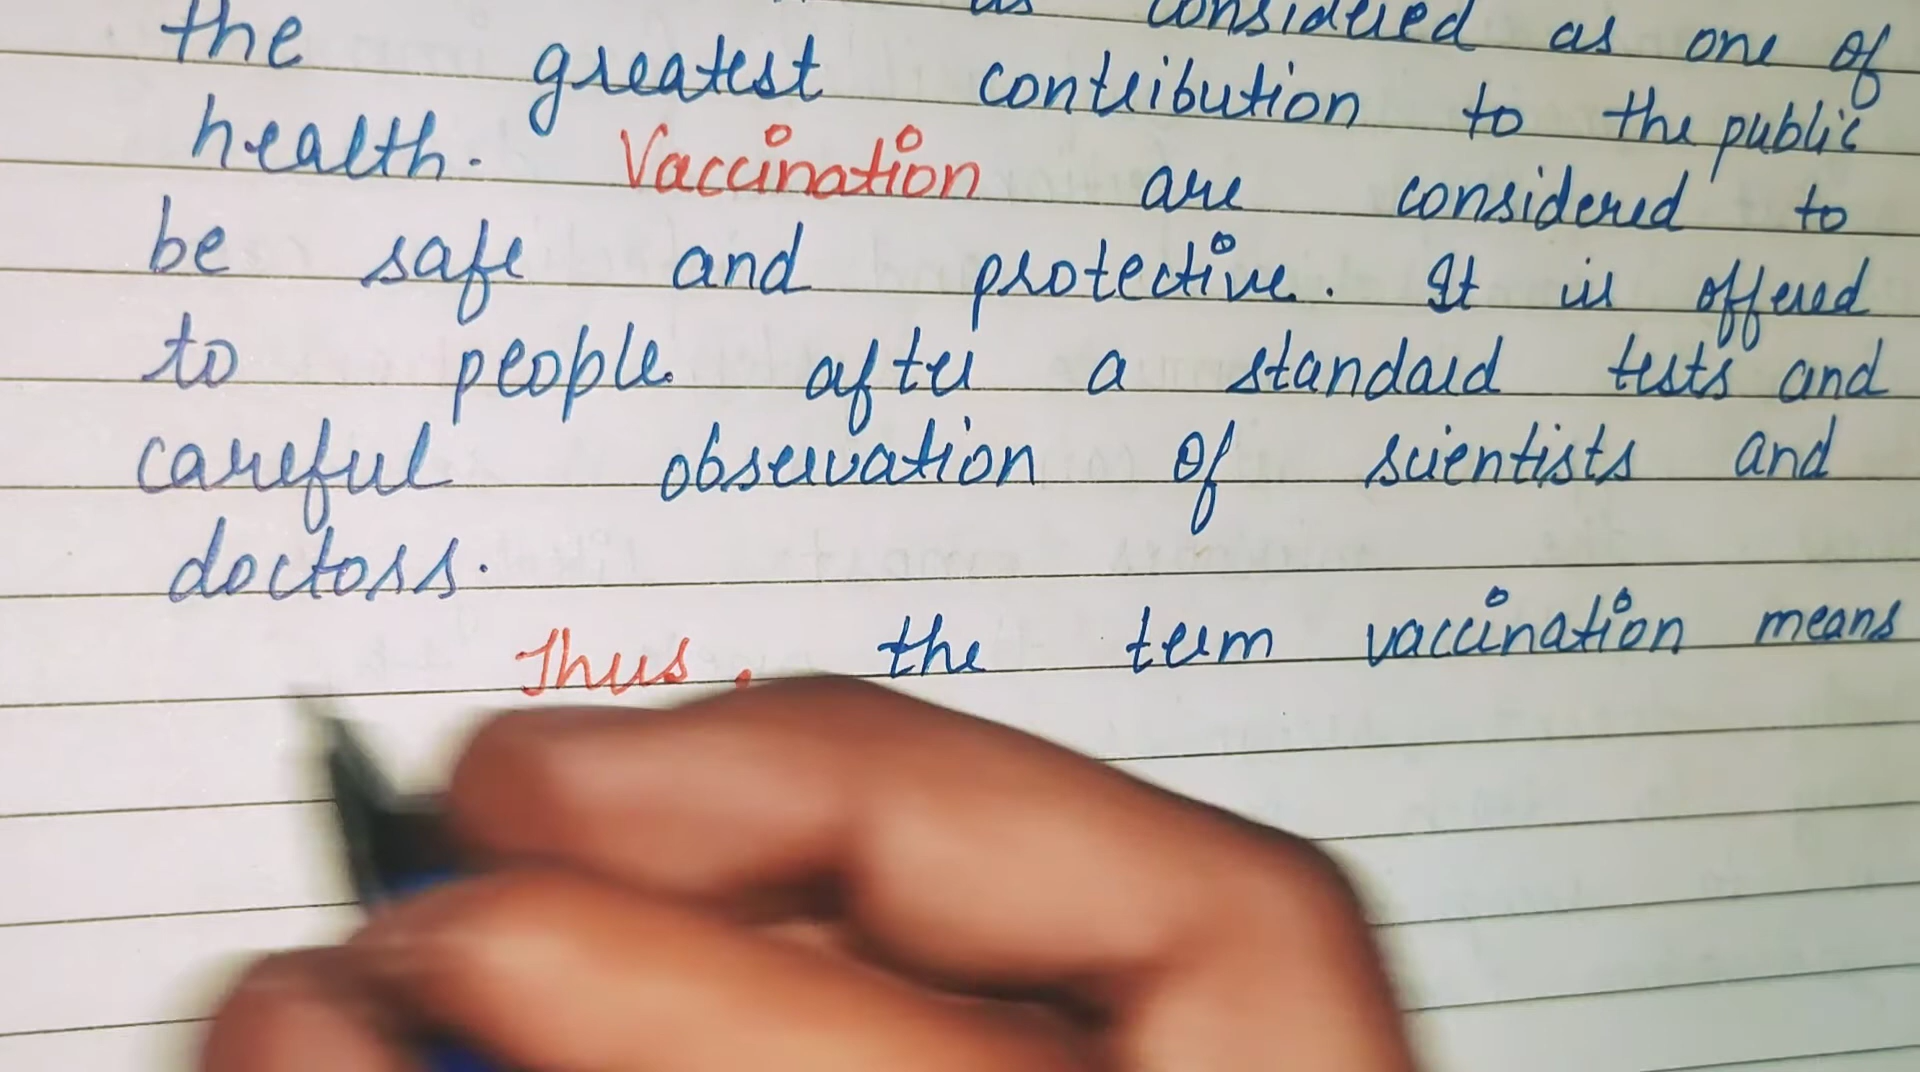 considered as one of
the greatest contribution to the public
health. Vaccination are considered to
be safe and protective. It is offered
to people after a standard tests and
careful observation of scientists and
doctors.
Thus, the term vaccination means